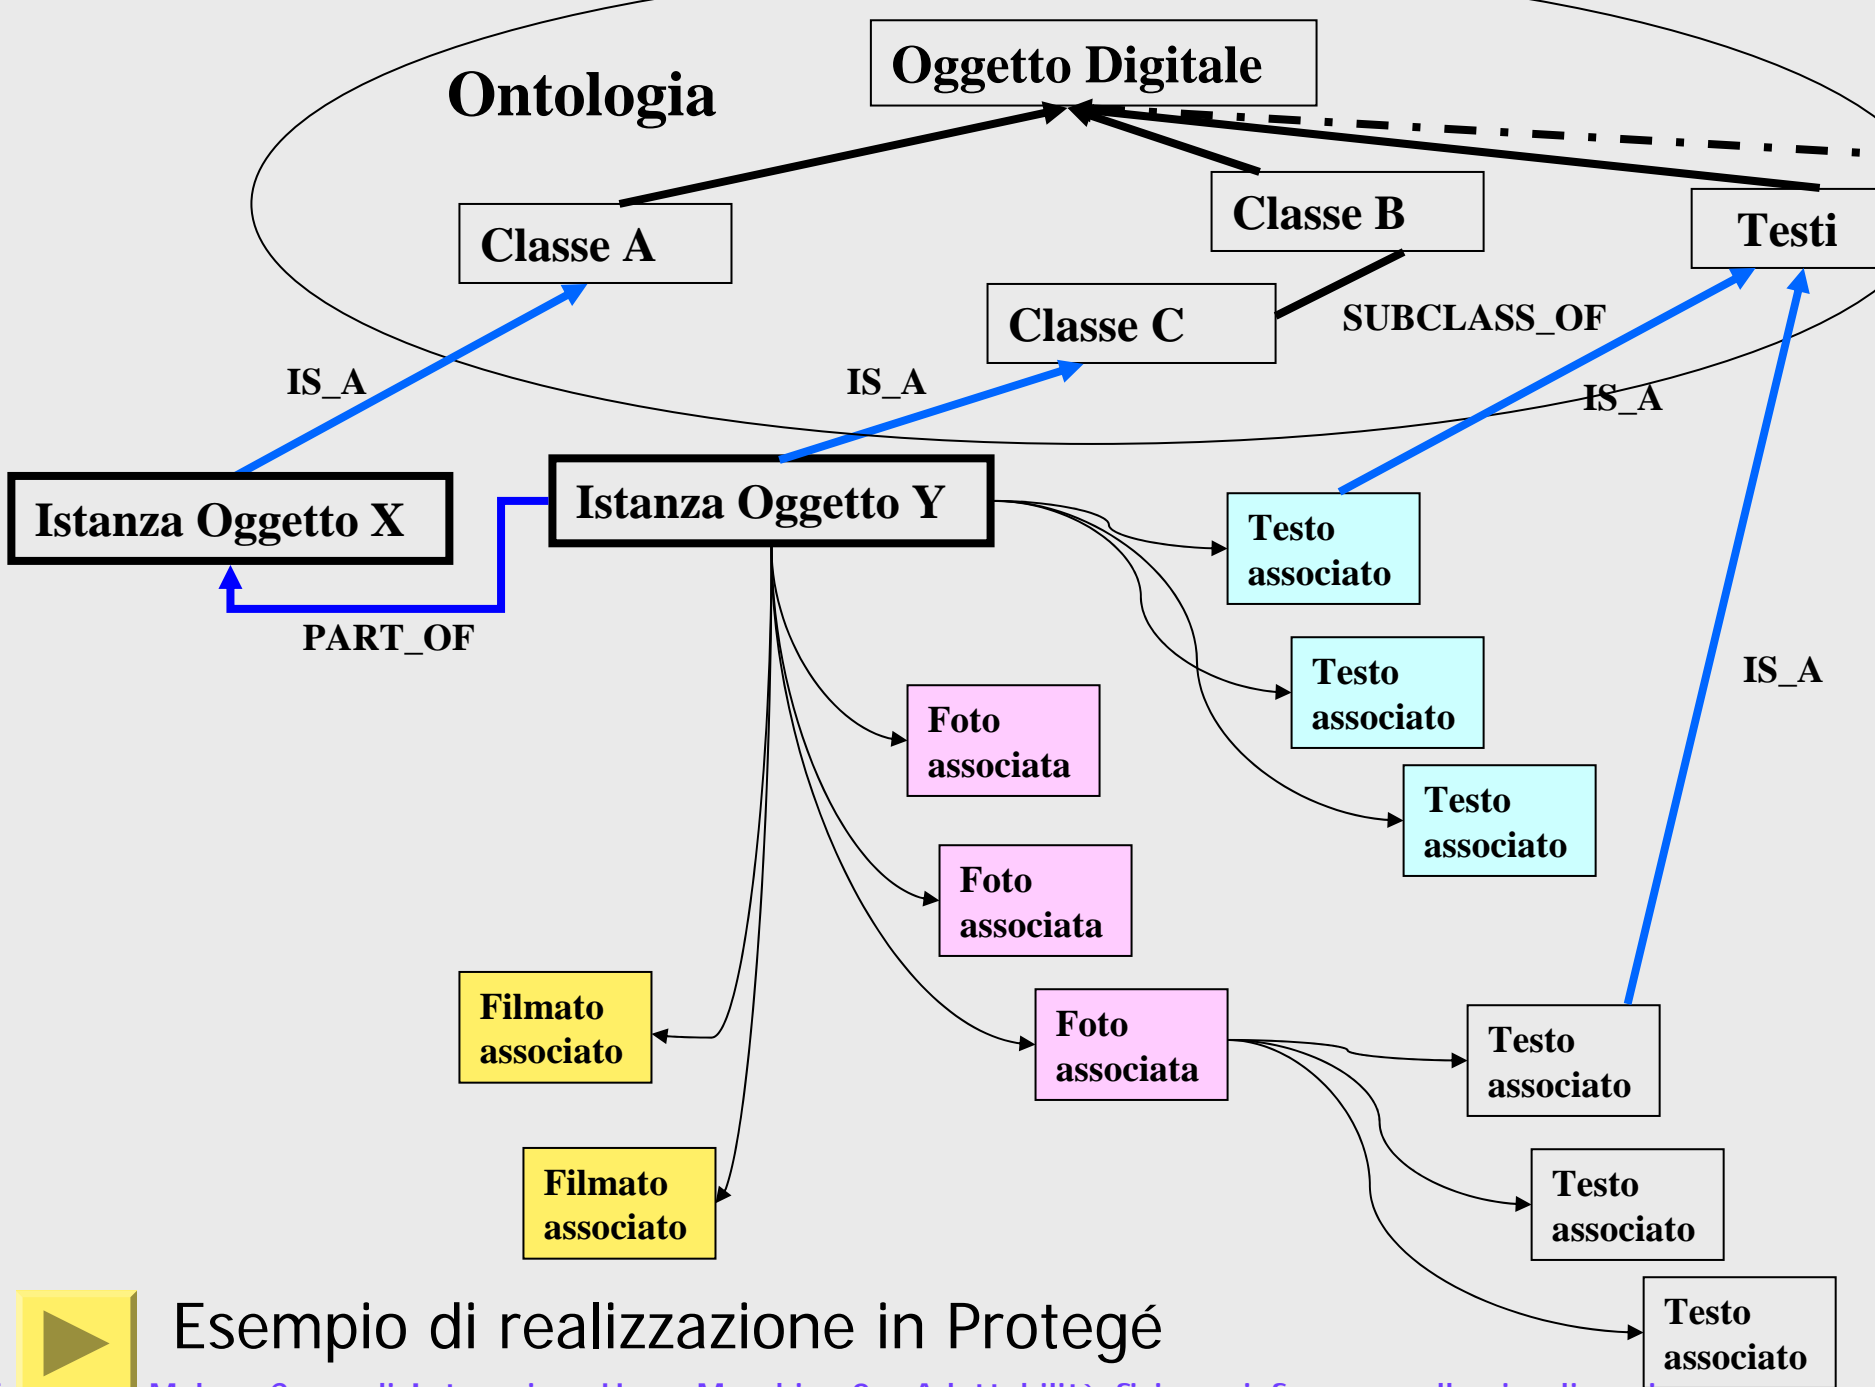 Oggetto Digitale
Ontologia
Classe B
Testi
Classe A
Classe C
SUBCLASS_OF
IS_A
IS_A
IS_A
Istanza Oggetto X
Istanza Oggetto Y
Testo
associato
PART_OF
Testo
associato
IS_A
Foto
associata
Testo
associato
Foto
associata
Filmato
associato
Foto
associata
Testo
associato
Filmato
associato
Testo
associato
Testo
associato
Esempio di realizzazione in Protegé